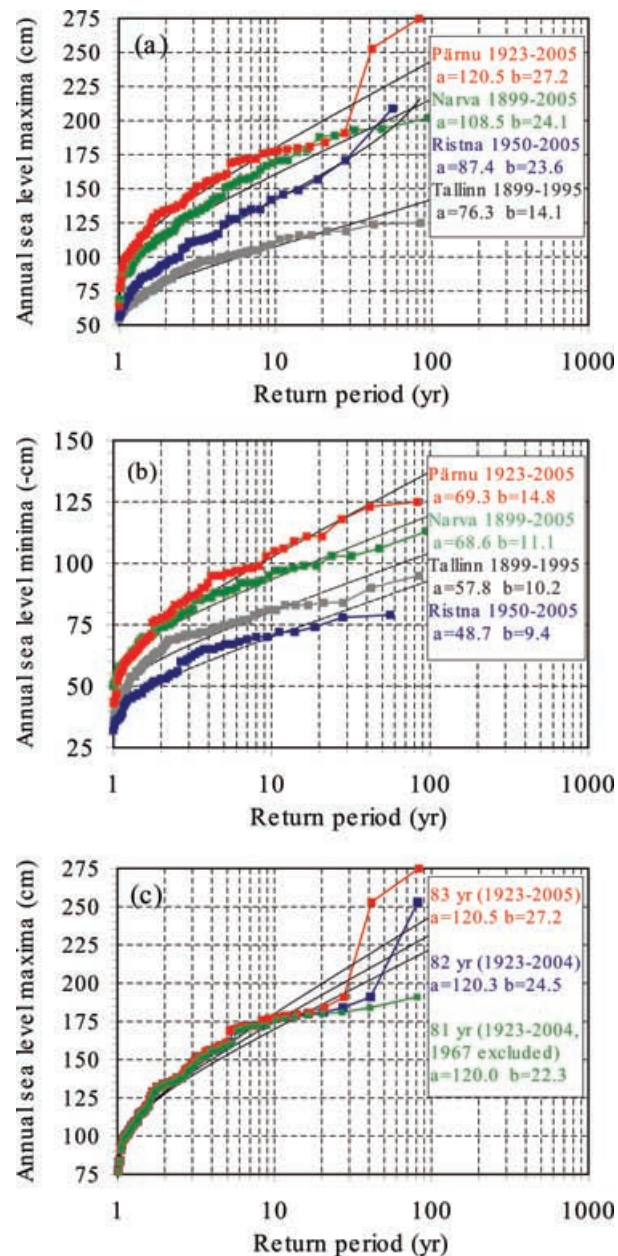 (a)
Annual sea level maxima (cm)
275
250
225
200
175
150
125
100
75
50
Pärnu 1923-2005
a=120.5 b=27.2
Narva 1899-2005
a=108.5 b=24.1
Ristna 1950-2005
a=87.4 b=23.6
Tallinn 1899-1995
a=76.3 b=14.1
1 10 100 1000
Return period (yr)
(b)
Annual sea level minima (-cm)
150
125
100
75
50
25
Pärnu 1923-2005
a=69.3 b=14.8
Narva 1899-2005
a=68.6 b=11.1
Tallinn 1899-1995
a=57.8 b=10.2
Ristna 1950-2005
a=48.7 b=9.4
1 10 100 1000
Return period (yr)
(c)
Annual sea level maxima (cm)
275
250
225
200
175
150
125
100
75
83 yr (1923-2005)
a=120.5 b=27.2
82 yr (1923-2004)
a=120.3 b=24.5
81 yr (1923-2004,
1967 excluded)
a=120.0 b=22.3
1 10 100 1000
Return period (yr)